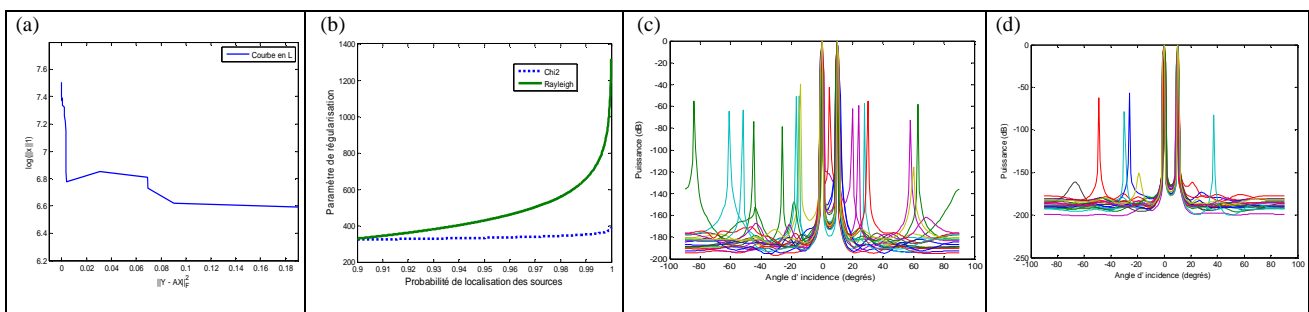 (a)
7.8
7.6
7.4
7.2
7
6.8
6.6
6.4
6.2
log(||x||1)
Courbe en L
0 0.02 0.04 0.06 0.08 0.1 0.12 0.14 0.16 0.18
||Y - AX||²F
(b)
1400
1200
1000
800
600
400
200
Paramètre de régularisation
Chi2
Rayleigh
0.9 0.91 0.92 0.93 0.94 0.95 0.96 0.97 0.98 0.99 1
Probabilité de localisation des sources
(c)
0
-20
-40
-60
-80
-100
-120
-140
-160
-180
-200
Puissance (dB)
-100 -80 -60 -40 -20 0 20 40 60 80 100
Angle d' incidence (degrés)
(d)
0
-50
-100
-150
-200
-250
Puissance (dB)
-100 -80 -60 -40 -20 0 20 40 60 80 100
Angle d' incidence (degrés)